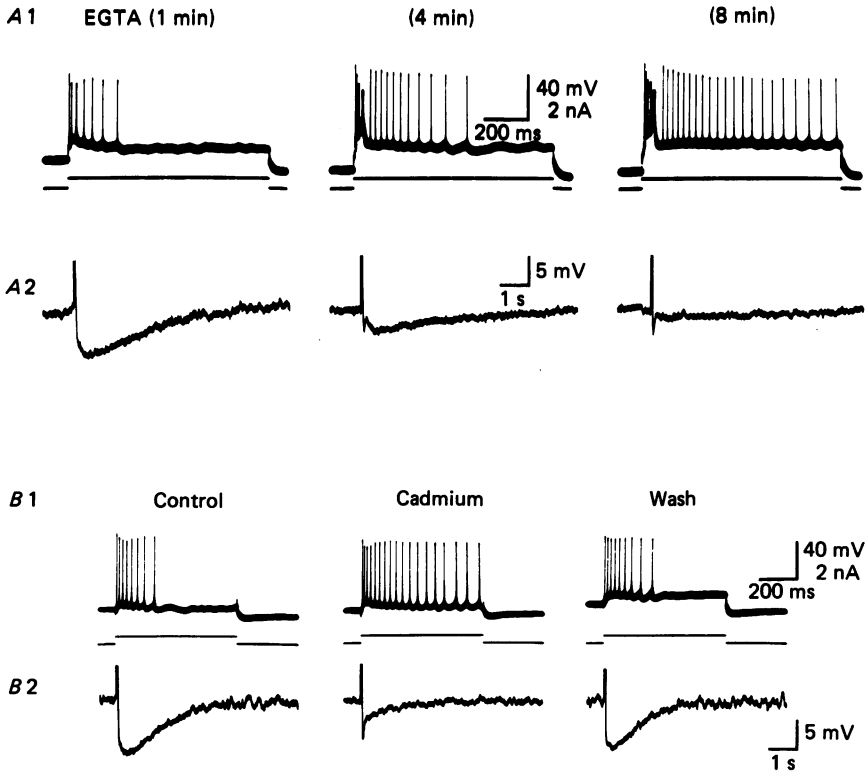 A1 EGTA (1 min) (4 min) (8 min)
40 mV
2 nA
200 ms
A2
5 mV
1 s
B1 Control Cadmium Wash
40 mV
2 nA
200 ms
B2
5 mV
1 s